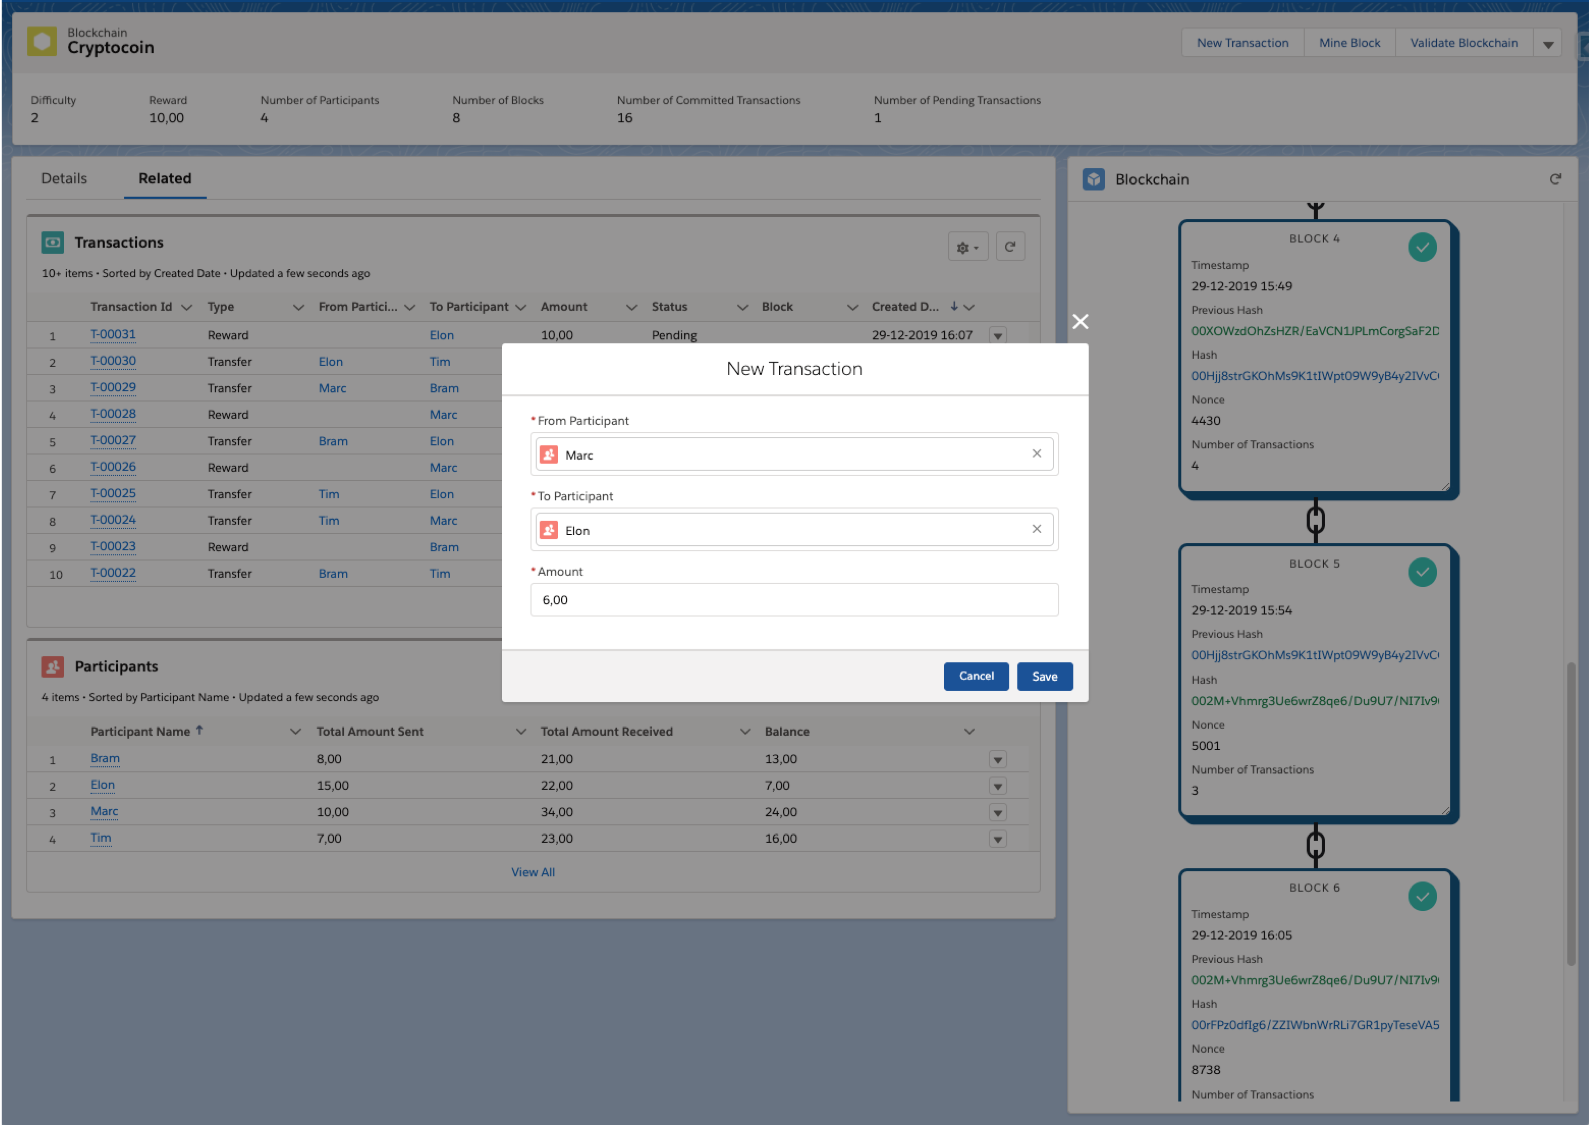 Blockchain
Cryptocoin
New Transaction
Mine Block
Validate Blockchain
Difficulty
2
Reward
10,00
Number of Participants
4
Number of Blocks
8
Number of Committed Transactions
16
Number of Pending Transactions
1
Details
Related
Transactions
10+ items • Sorted by Created Date • Updated a few seconds ago
Transaction Id Type From Partici... To Participant Amount Status Block Created D...
1 T-00031 Reward Elon 10,00 Pending 29-12-2019 16:07
2 T-00030 Transfer Elon Tim
3 T-00029 Transfer Marc Bram
4 T-00028 Reward Marc
5 T-00027 Transfer Bram Elon
6 T-00026 Reward Marc
7 T-00025 Transfer Tim Elon
8 T-00024 Transfer Tim Marc
9 T-00023 Reward Bram
10 T-00022 Transfer Bram Tim
Participants
4 items • Sorted by Participant Name • Updated a few seconds ago
Participant Name Total Amount Sent Total Amount Received Balance
1 Bram 8,00 21,00 13,00
2 Elon 15,00 22,00 7,00
3 Marc 10,00 34,00 24,00
4 Tim 7,00 23,00 16,00
View All
New Transaction
* From Participant
Marc
* To Participant
Elon
* Amount
6,00
Cancel
Save
Blockchain
BLOCK 4
Timestamp
29-12-2019 15:49
Previous Hash
00XOWzdOhZsHZR/EaVCN1JPLmCorgSaF2D
Hash
00Hjj8strGKOhMs9K1tIWpt09W9yB4y2IVvC
Nonce
4430
Number of Transactions
4
BLOCK 5
Timestamp
29-12-2019 15:54
Previous Hash
00Hjj8strGKOhMs9K1tIWpt09W9yB4y2IVvC
Hash
002M+Vhmrg3Ue6wrZ8qe6/Du9U7/NI7Iv9
Nonce
5001
Number of Transactions
3
BLOCK 6
Timestamp
29-12-2019 16:05
Previous Hash
002M+Vhmrg3Ue6wrZ8qe6/Du9U7/NI7Iv9
Hash
00rFPz0dfIg6/ZZIWbnWrRLi7GR1pyTeseVA5
Nonce
8738
Number of Transactions